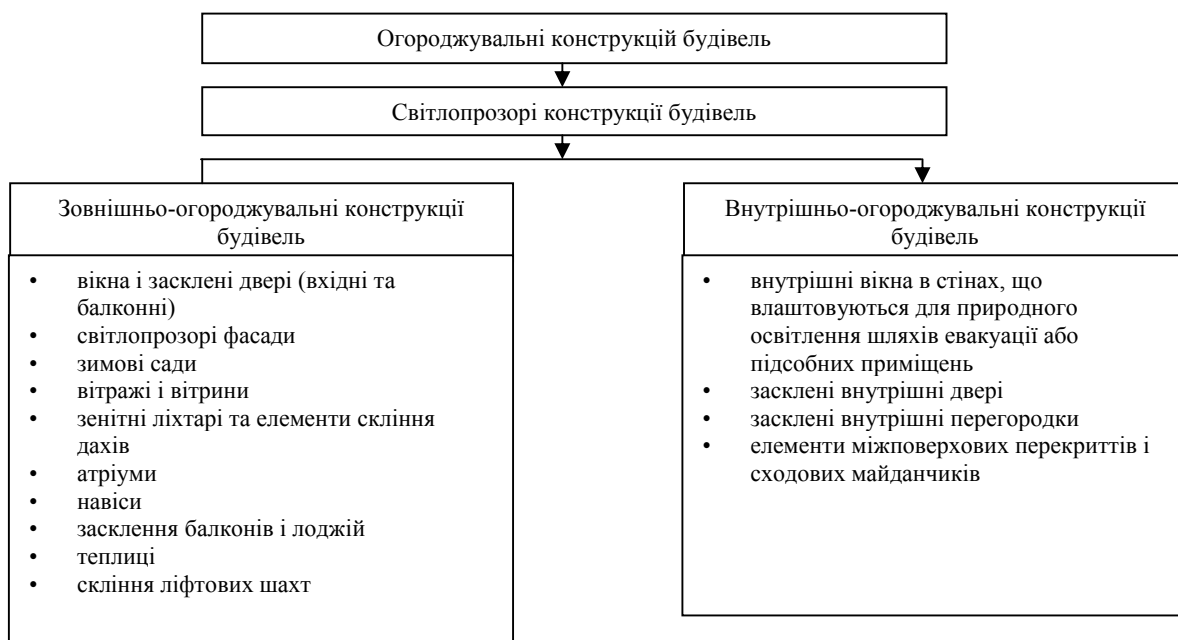 Огороджувальні конструкцій будівель
Світлопрозорі конструкції будівель
Зовнішньо-огороджувальні конструкції
будівель
• вікна і засклені двері (вхідні та
балконні)
• світлопрозорі фасади
• зимові сади
• вітражі і вітрини
• зенітні ліхтарі та елементи скління
дахів
• атріуми
• навіси
• засклення балконів і лоджій
• теплиці
• скління ліфтових шахт
Внутрішньо-огороджувальні конструкції
будівель
• внутрішні вікна в стінах, що
влаштовуються для природного
освітлення шляхів евакуації або
підсобних приміщень
• засклені внутрішні двері
• засклені внутрішні перегородки
• елементи міжповерхових перекриттів і
сходових майданчиків